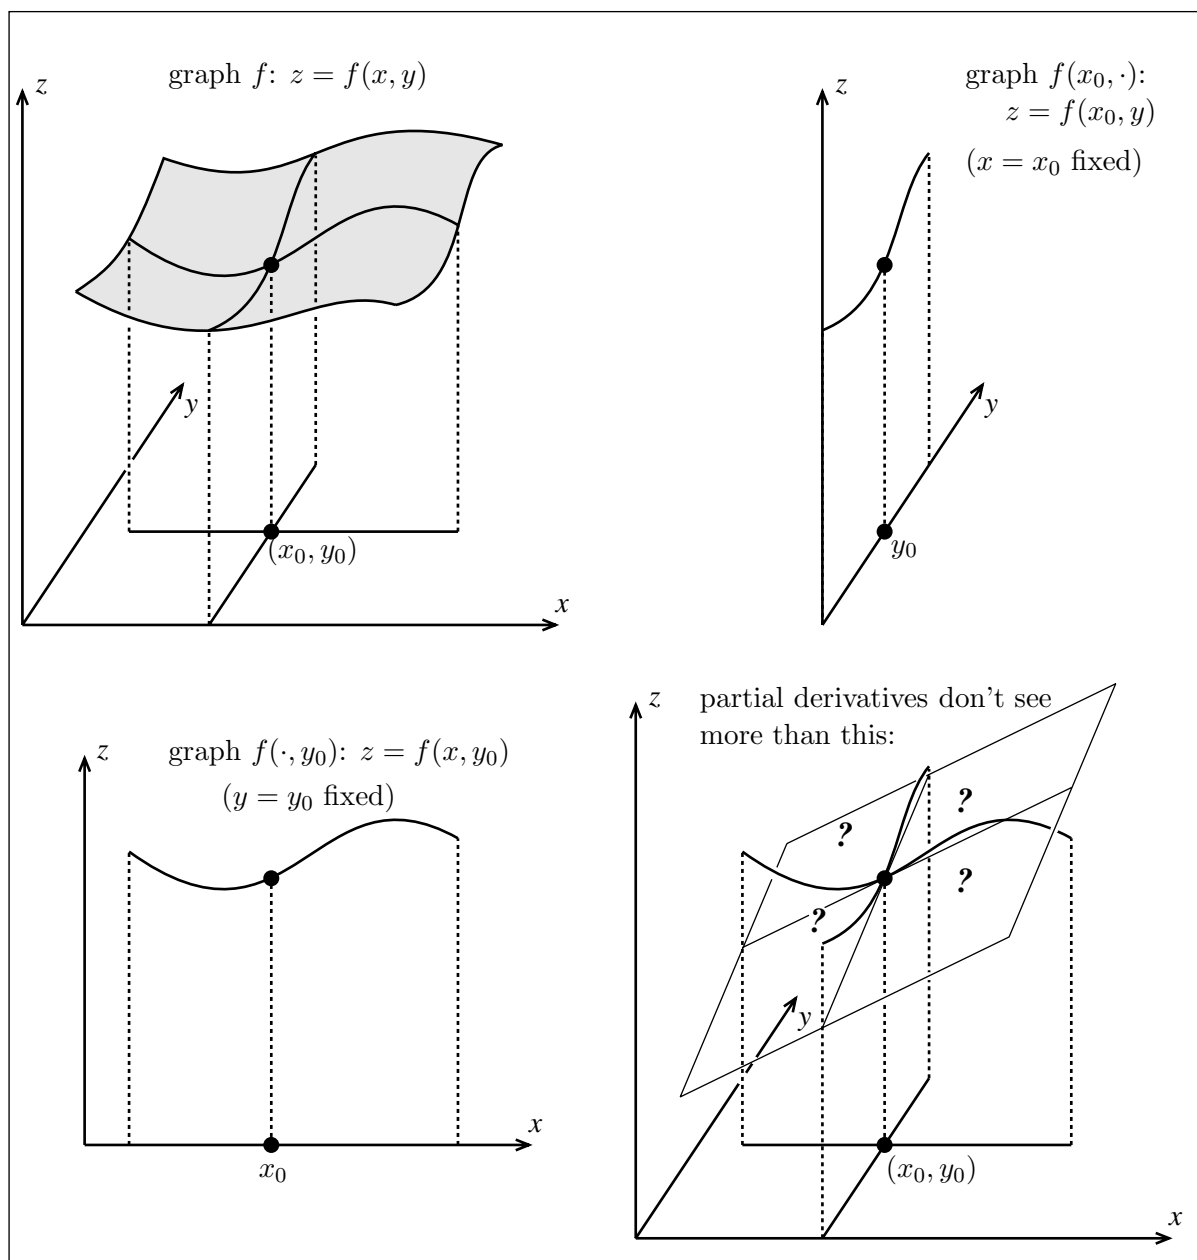 graph f: z = f(x, y)
z
y
(x₀, y₀)
x
graph f(x₀, ·):
z = f(x₀, y)
(x = x₀ fixed)
z
y
y₀
graph f(·, y₀): z = f(x, y₀)
(y = y₀ fixed)
z
x
x₀
partial derivatives don't see
more than this:
z
?
?
?
?
y
(x₀, y₀)
x